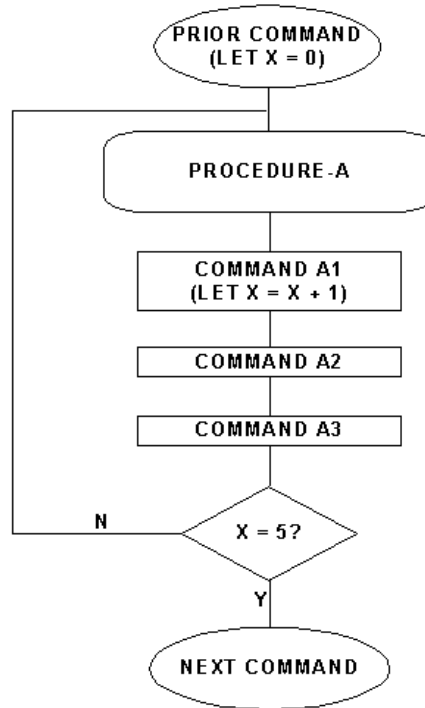 PRIOR COMMAND
(LET X = 0)
PROCEDURE-A
COMMAND A1
(LET X = X + 1)
COMMAND A2
COMMAND A3
N
X = 5?
Y
NEXT COMMAND